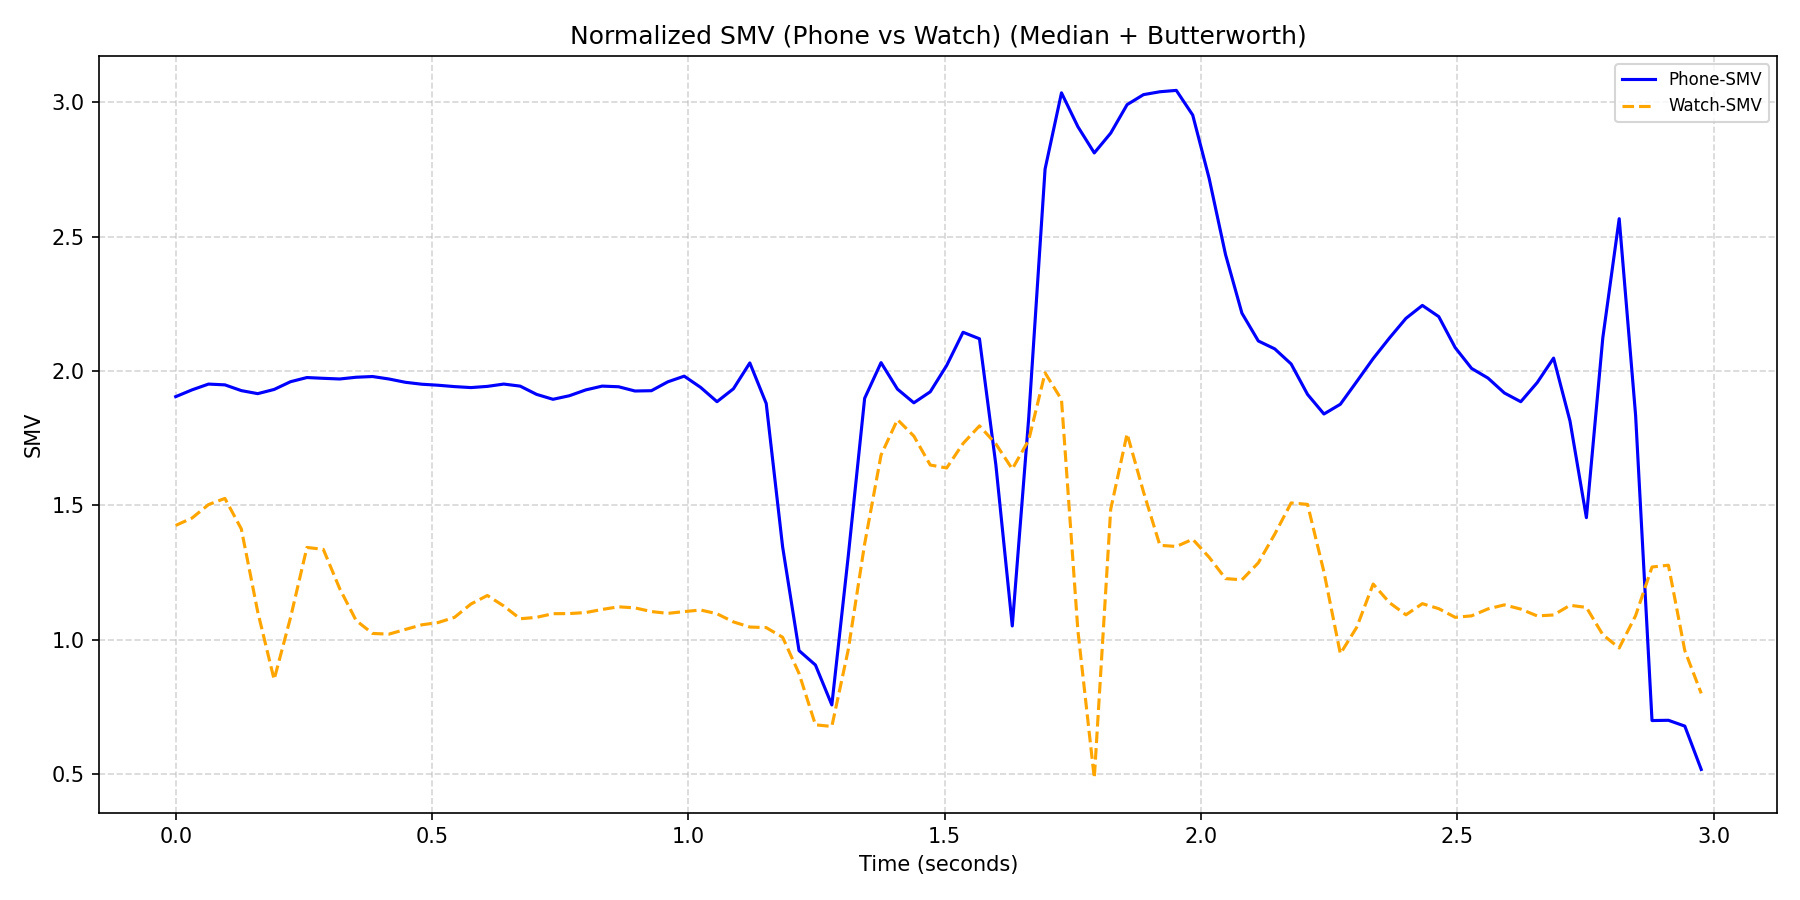 Normalized SMV (Phone vs Watch) (Median + Butterworth)
Phone-SMV
Watch-SMV
SMV
3.0
2.5
2.0
1.5
1.0
0.5
0.0 0.5 1.0 1.5 2.0 2.5 3.0
Time (seconds)